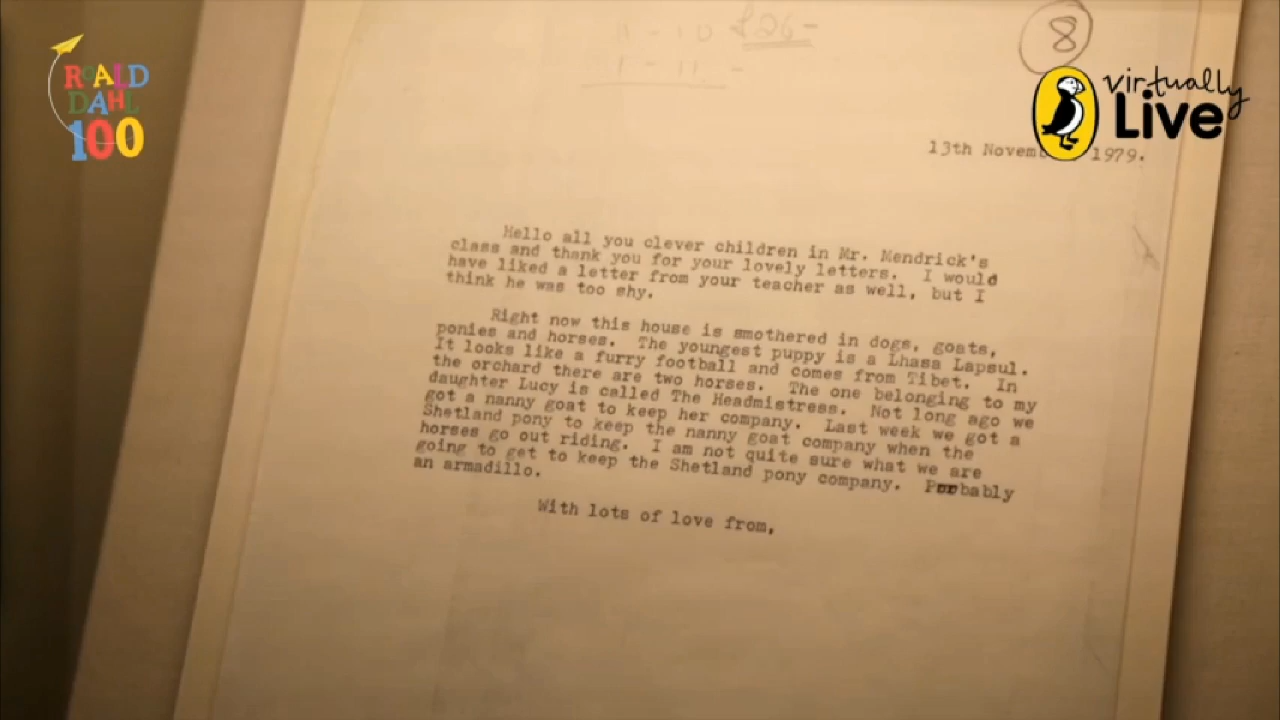 ROALD
DAHL
100
virtually
Live
£26-
8
13th Novem 1979.
Hello all you clever children in Mr. Mendrick's
class and thank you for your lovely letters. I would
have liked a letter from your teacher as well, but I
think he was too shy.
Right now this house is smothered in dogs, goats,
ponies and horses. The youngest puppy is a Lhasa Lapsul.
It looks like a furry football and comes from Tibet. In
the orchard there are two horses. The one belonging to my
daughter Lucy is called The Headmistress. Not long ago we
got a nanny goat to keep her company. Last week we got a
Shetland pony to keep the nanny goat company when the
horses go out riding. I am not quite sure what we are
going to get to keep the Shetland pony company. Probably
an armadillo.
With lots of love from,